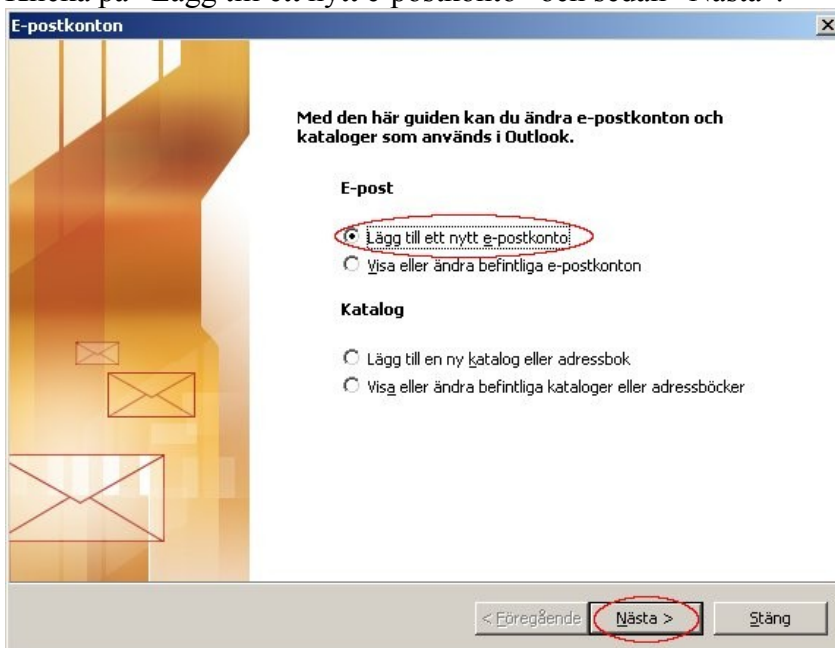 Klicka på "Lägg till ett nytt e-postkonto" och sedan "Nästa".
E-postkonton
Med den här guiden kan du ändra e-postkonton och
kataloger som används i Outlook.
E-post
Lägg till ett nytt e-postkonto
Visa eller ändra befintliga e-postkonton
Katalog
Lägg till en ny katalog eller adressbok
Visa eller ändra befintliga kataloger eller adressböcker
< Föregående Nästa > Stäng